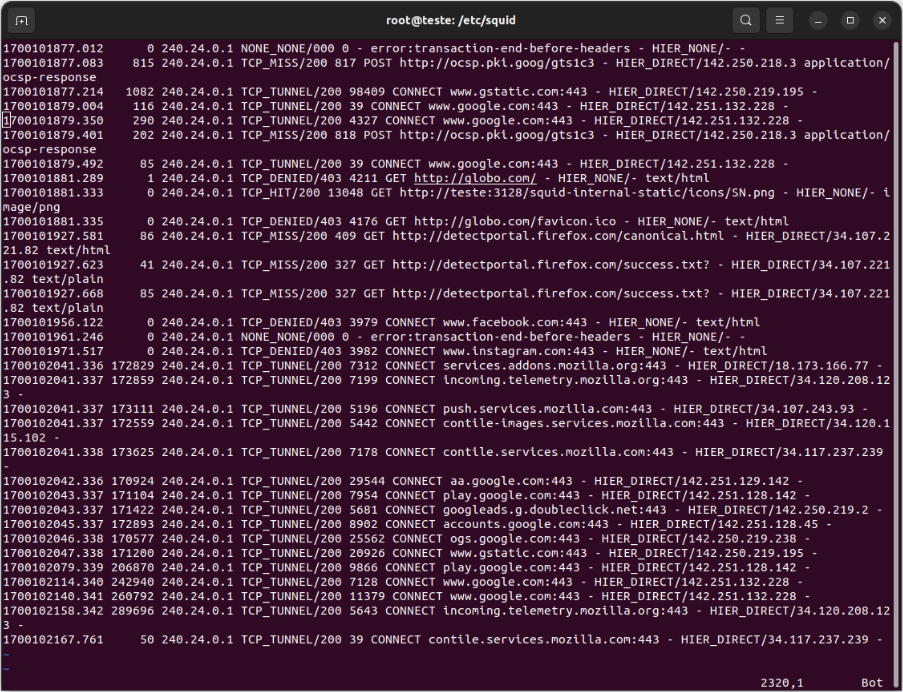 root@teste: /etc/squid
1700101877.012      0 240.24.0.1 NONE_NONE/000 0 - error:transaction-end-before-headers - HIER_NONE/- -
1700101877.083    815 240.24.0.1 TCP_MISS/200 817 POST http://ocsp.pki.goog/gts1c3 - HIER_DIRECT/142.250.218.3 application/
ocsp-response
1700101877.214   1082 240.24.0.1 TCP_TUNNEL/200 98409 CONNECT www.gstatic.com:443 - HIER_DIRECT/142.250.219.195 -
1700101879.004    116 240.24.0.1 TCP_TUNNEL/200 39 CONNECT www.google.com:443 - HIER_DIRECT/142.251.132.228 -
1700101879.350    290 240.24.0.1 TCP_TUNNEL/200 4327 CONNECT www.google.com:443 - HIER_DIRECT/142.251.132.228 -
1700101879.401    202 240.24.0.1 TCP_MISS/200 818 POST http://ocsp.pki.goog/gts1c3 - HIER_DIRECT/142.250.218.3 application/
ocsp-response
1700101879.492     85 240.24.0.1 TCP_TUNNEL/200 39 CONNECT www.google.com:443 - HIER_DIRECT/142.251.132.228 -
1700101881.289      1 240.24.0.1 TCP_DENIED/403 4211 GET http://globo.com/ - HIER_NONE/- text/html
1700101881.333      0 240.24.0.1 TCP_HIT/200 13048 GET http://teste:3128/squid-internal-static/icons/SN.png - HIER_NONE/- i
mage/png
1700101881.335      0 240.24.0.1 TCP_DENIED/403 4176 GET http://globo.com/favicon.ico - HIER_NONE/- text/html
1700101927.581     86 240.24.0.1 TCP_MISS/200 409 GET http://detectportal.firefox.com/canonical.html - HIER_DIRECT/34.107.2
21.82 text/html
1700101927.623     41 240.24.0.1 TCP_MISS/200 327 GET http://detectportal.firefox.com/success.txt? - HIER_DIRECT/34.107.221
.82 text/plain
1700101927.668     85 240.24.0.1 TCP_MISS/200 327 GET http://detectportal.firefox.com/success.txt? - HIER_DIRECT/34.107.221
.82 text/plain
1700101956.122      0 240.24.0.1 TCP_DENIED/403 3979 CONNECT www.facebook.com:443 - HIER_NONE/- text/html
1700101961.246      0 240.24.0.1 NONE_NONE/000 0 - error:transaction-end-before-headers - HIER_NONE/- -
1700101971.517      0 240.24.0.1 TCP_DENIED/403 3982 CONNECT www.instagram.com:443 - HIER_NONE/- text/html
1700102041.336 172829 240.24.0.1 TCP_TUNNEL/200 7312 CONNECT services.addons.mozilla.org:443 - HIER_DIRECT/18.173.166.77 -
1700102041.337 172859 240.24.0.1 TCP_TUNNEL/200 7199 CONNECT incoming.telemetry.mozilla.org:443 - HIER_DIRECT/34.120.208.12
3 -
1700102041.337 173111 240.24.0.1 TCP_TUNNEL/200 5196 CONNECT push.services.mozilla.com:443 - HIER_DIRECT/34.107.243.93 -
1700102041.337 172559 240.24.0.1 TCP_TUNNEL/200 5442 CONNECT contile-images.services.mozilla.com:443 - HIER_DIRECT/34.120.1
15.102 -
1700102041.338 173625 240.24.0.1 TCP_TUNNEL/200 7178 CONNECT contile.services.mozilla.com:443 - HIER_DIRECT/34.117.237.239
-
1700102042.336 170924 240.24.0.1 TCP_TUNNEL/200 29544 CONNECT aa.google.com:443 - HIER_DIRECT/142.251.129.142 -
1700102043.337 171104 240.24.0.1 TCP_TUNNEL/200 7954 CONNECT play.google.com:443 - HIER_DIRECT/142.251.128.142 -
1700102043.337 171422 240.24.0.1 TCP_TUNNEL/200 5681 CONNECT googleads.g.doubleclick.net:443 - HIER_DIRECT/142.250.219.2 -
1700102045.337 172893 240.24.0.1 TCP_TUNNEL/200 8902 CONNECT accounts.google.com:443 - HIER_DIRECT/142.251.128.45 -
1700102046.338 170577 240.24.0.1 TCP_TUNNEL/200 25562 CONNECT ogs.google.com:443 - HIER_DIRECT/142.250.219.238 -
1700102047.338 171200 240.24.0.1 TCP_TUNNEL/200 20926 CONNECT www.gstatic.com:443 - HIER_DIRECT/142.250.219.195 -
1700102079.339 206870 240.24.0.1 TCP_TUNNEL/200 9866 CONNECT play.google.com:443 - HIER_DIRECT/142.251.128.142 -
1700102114.340 242940 240.24.0.1 TCP_TUNNEL/200 7128 CONNECT www.google.com:443 - HIER_DIRECT/142.251.132.228 -
1700102140.341 260792 240.24.0.1 TCP_TUNNEL/200 11379 CONNECT www.google.com:443 - HIER_DIRECT/142.251.132.228 -
1700102158.342 289696 240.24.0.1 TCP_TUNNEL/200 5643 CONNECT incoming.telemetry.mozilla.org:443 - HIER_DIRECT/34.120.208.12
3 -
1700102167.761     50 240.24.0.1 TCP_TUNNEL/200 39 CONNECT contile.services.mozilla.com:443 - HIER_DIRECT/34.117.237.239 -
~
~
2320,1 Bot